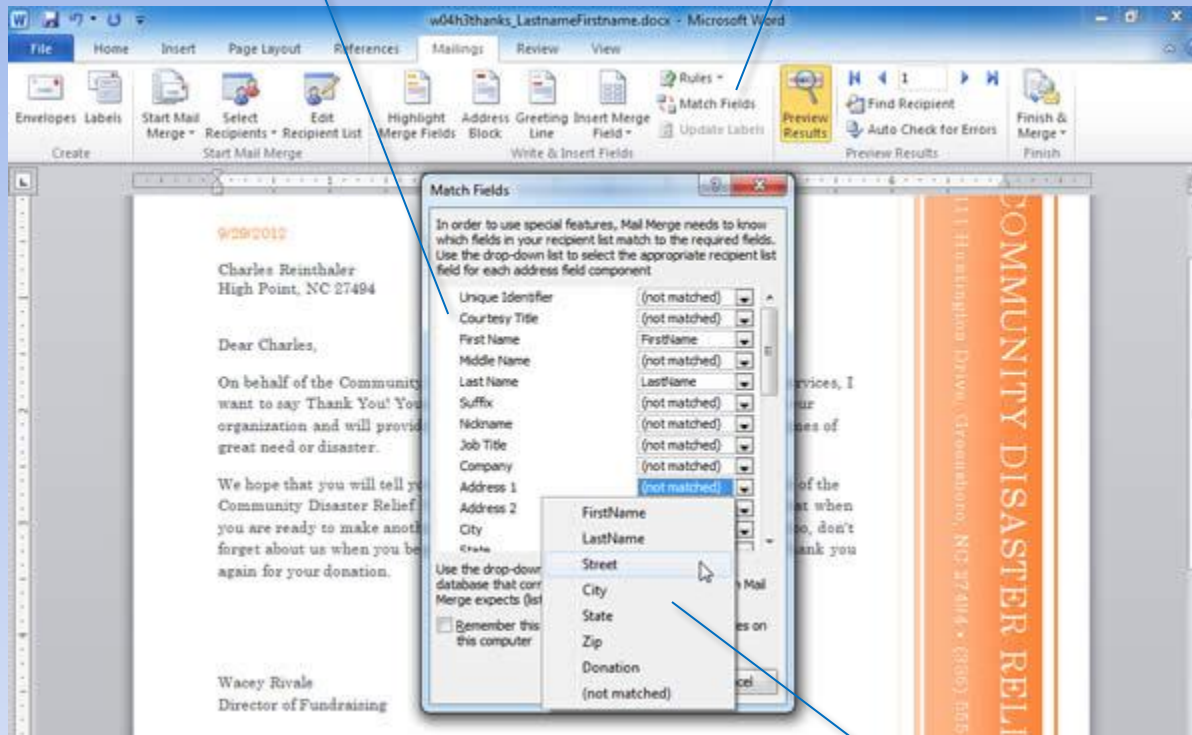 w04h3thanks_LastnameFirstname.docx - Microsoft Word
File Home Insert Page Layout References Mailings Review View
Envelopes Labels
Create
Start Mail Merge
Select Recipients
Edit Recipient List
Start Mail Merge
Highlight Merge Fields
Address Block
Greeting Line
Insert Merge Field
Rules
Match Fields
Update Labels
Write & Insert Fields
Preview Results
1
Find Recipient
Auto Check for Errors
Preview Results
Finish & Merge
Finish
9/29/2012
Charles Reinthaler
High Point, NC 27494
Dear Charles,
On behalf of the Community
rvices, I
want to say Thank You! You
organization and will provid
nes of
great need or disaster.
We hope that you will tell y
of the
Community Disaster Relief
at when
you are ready to make anoth
oo, don't
forget about us when you be
ank you
again for your donation.
Wacey Rivale
Director of Fundraising
Match Fields
In order to use special features, Mail Merge needs to know
which fields in your recipient list match to the required fields.
Use the drop-down list to select the appropriate recipient list
field for each address field component
Unique Identifier (not matched)
Courtesy Title (not matched)
First Name FirstName
Middle Name (not matched)
Last Name LastName
Suffix (not matched)
Nickname (not matched)
Job Title (not matched)
Company (not matched)
Address 1 (not matched)
Address 2
City
State
Use the drop-down
database that corr
Mail
Merge expects (list
Remember this
es on
this computer
cel
FirstName
LastName
Street
City
State
Zip
Donation
(not matched)
COMMUNITY DISASTER RELI
Huntington Drive, Greensboro, NC